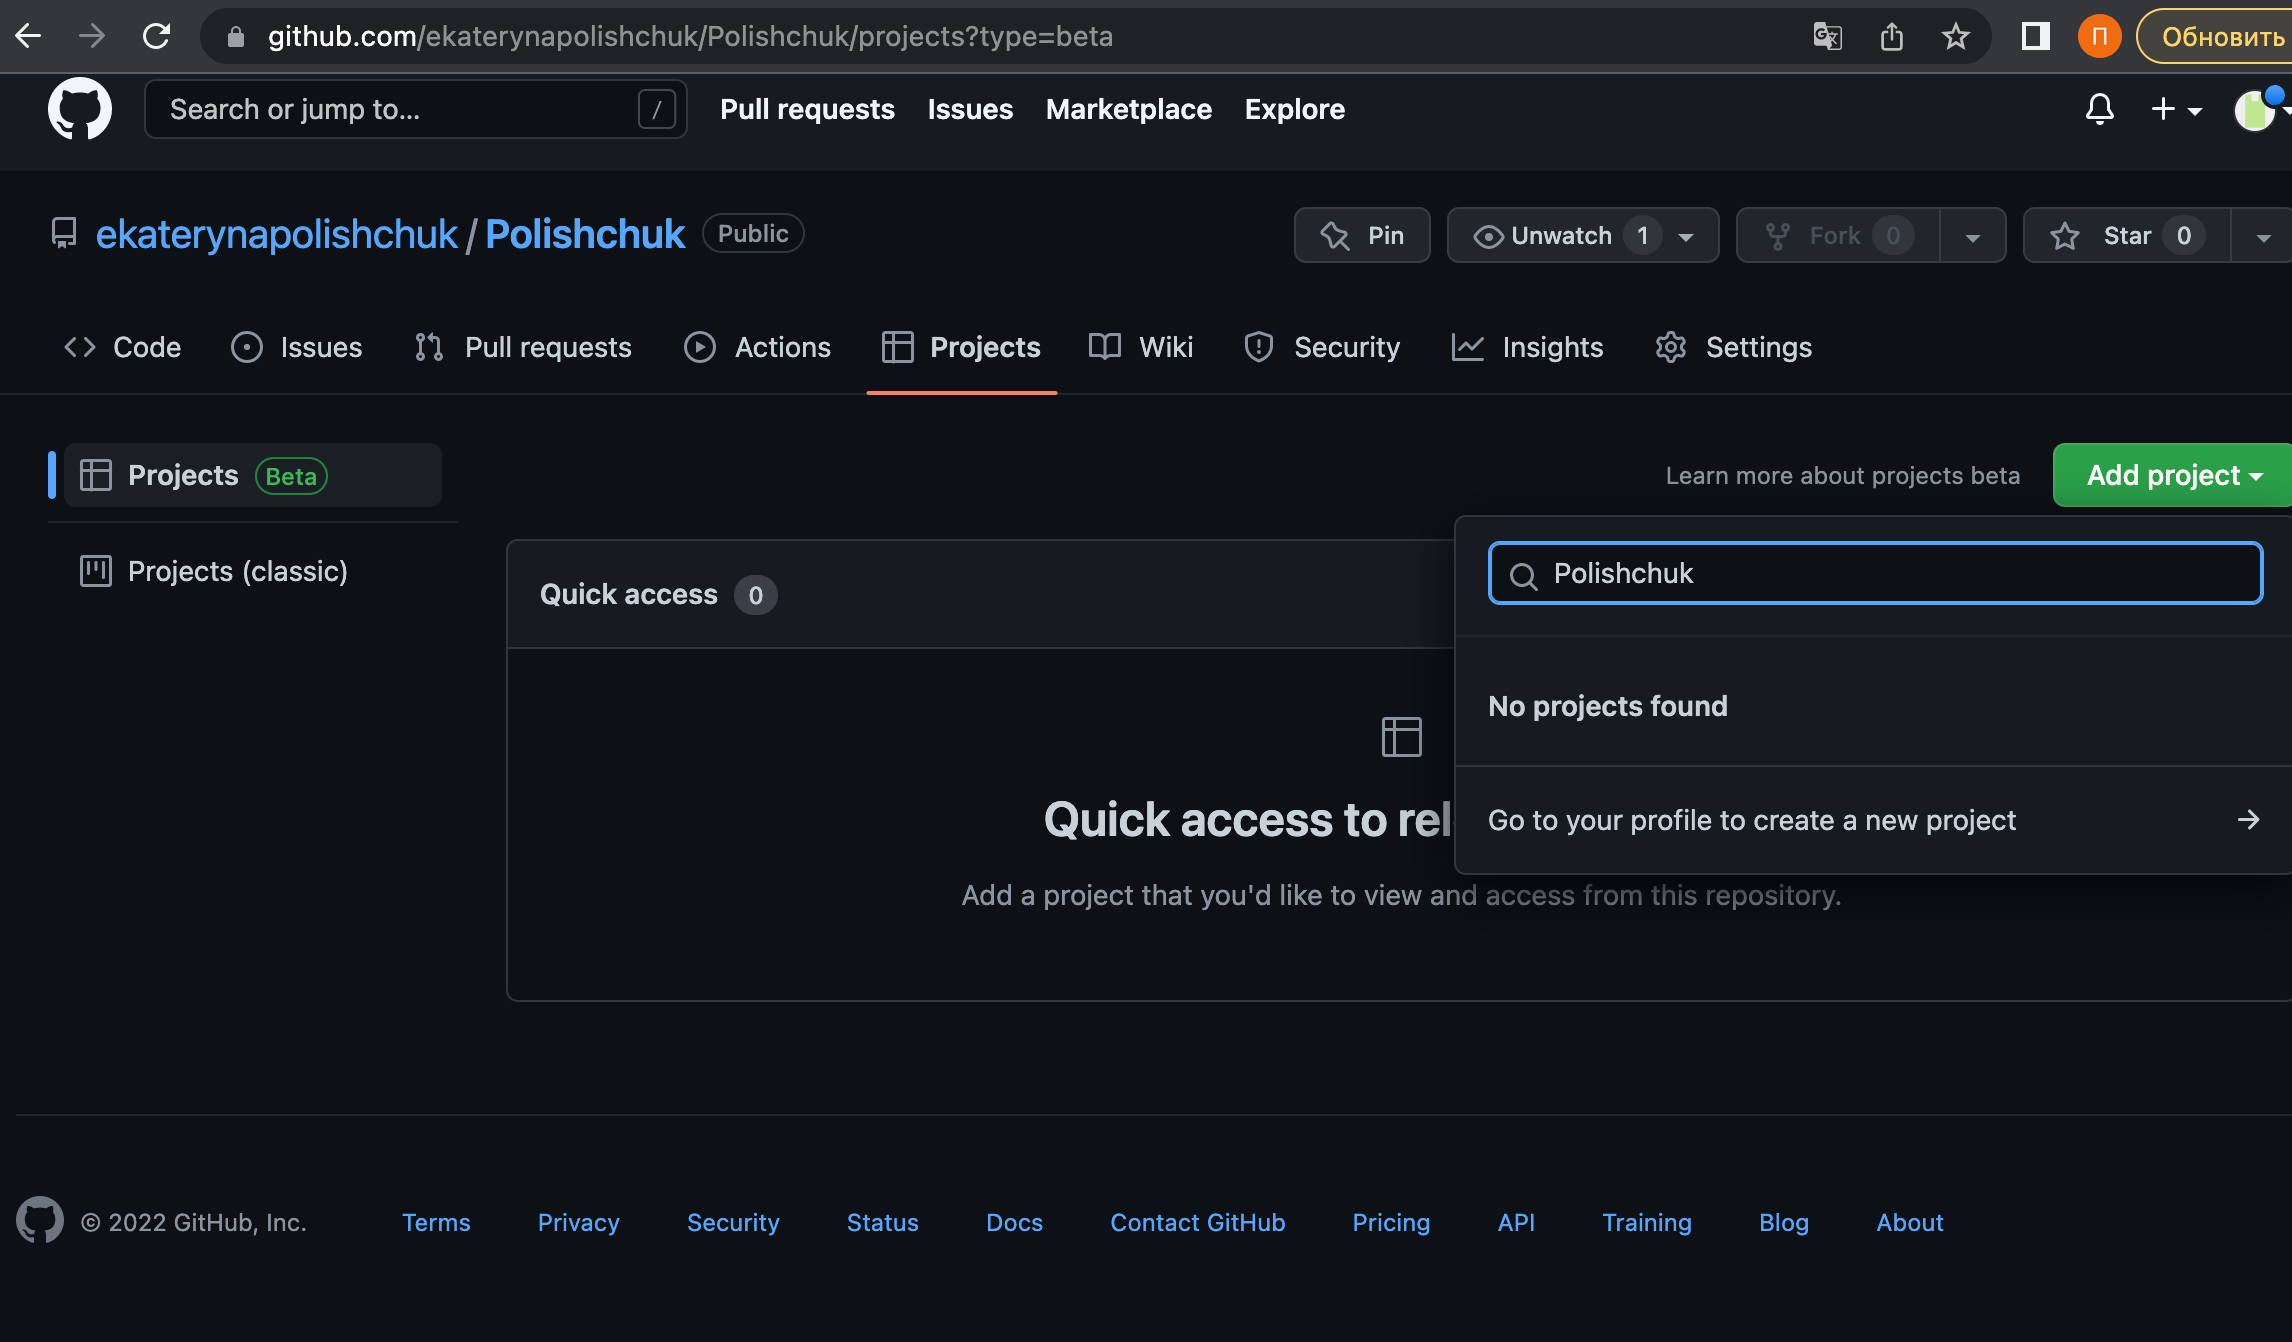 github.com/ekaterynapolishchuk/Polishchuk/projects?type=beta
П
Обновить
Search or jump to...
/
Pull requests
Issues
Marketplace
Explore
ekaterynapolishchuk / Polishchuk
Public
Pin
Unwatch 1
Fork 0
Star 0
Code
Issues
Pull requests
Actions
Projects
Wiki
Security
Insights
Settings
Projects Beta
Learn more about projects beta
Add project
Projects (classic)
Polishchuk
Quick access 0
No projects found
Quick access to rel
Go to your profile to create a new project
Add a project that you'd like to view and access from this repository.
© 2022 GitHub, Inc.
Terms
Privacy
Security
Status
Docs
Contact GitHub
Pricing
API
Training
Blog
About